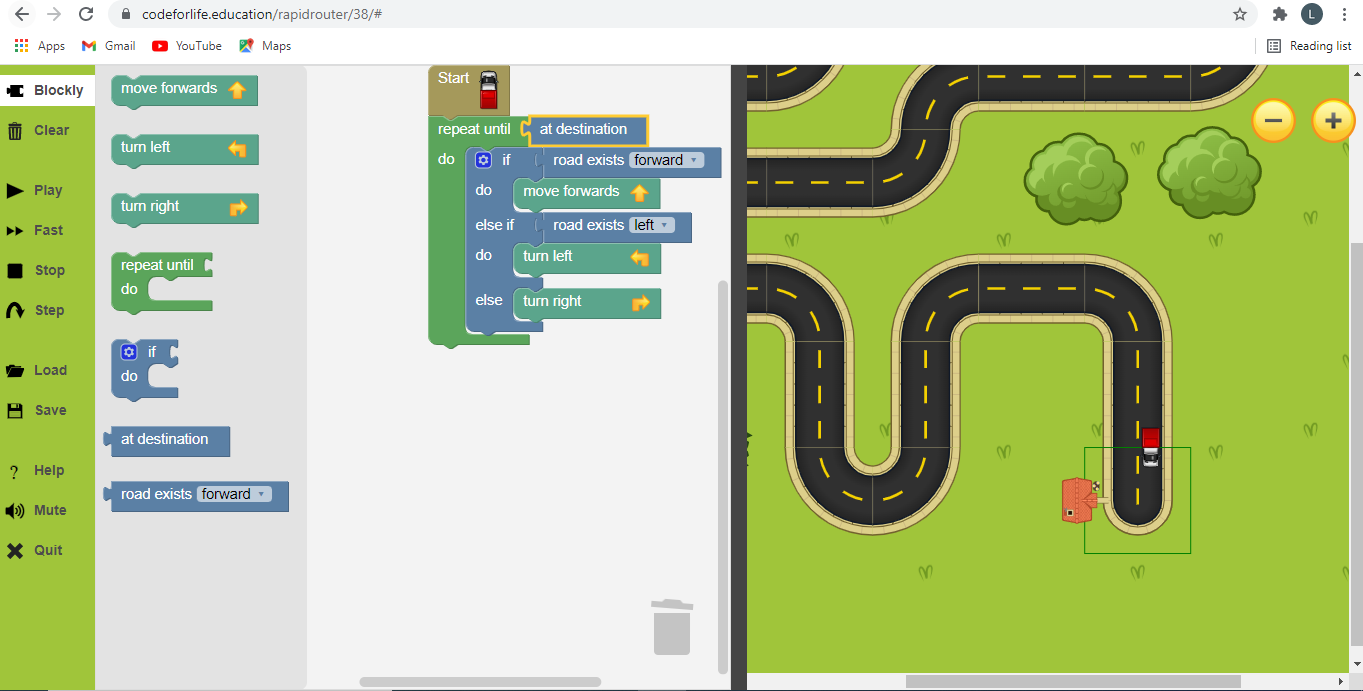 codeforlife.education/rapidrouter/38/#
L
Apps
Gmail
YouTube
Maps
Reading list
Blockly
Clear
Play
Fast
Stop
Step
Load
Save
? Help
Mute
Quit
move forwards
turn left
turn right
repeat until
do
if
do
at destination
road exists forward
Start
repeat until at destination
do if road exists forward
do move forwards
else if road exists left
do turn left
else turn right